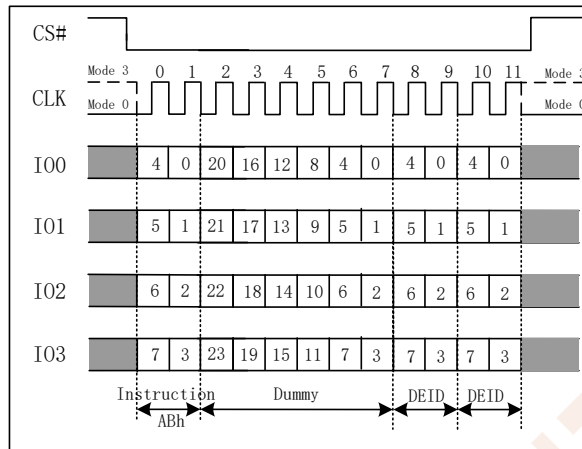 CS#
Mode 3 0 1 2 3 4 5 6 7 8 9 10 11 Mode 3
CLK
Mode 0 Mode 0
IO0 4 0 20 16 12 8 4 0 4 0 4 0
IO1 5 1 21 17 13 9 5 1 5 1 5 1
IO2 6 2 22 18 14 10 6 2 6 2 6 2
IO3 7 3 23 19 15 11 7 3 7 3 7 3
Instruction Dummy DEID DEID
ABh